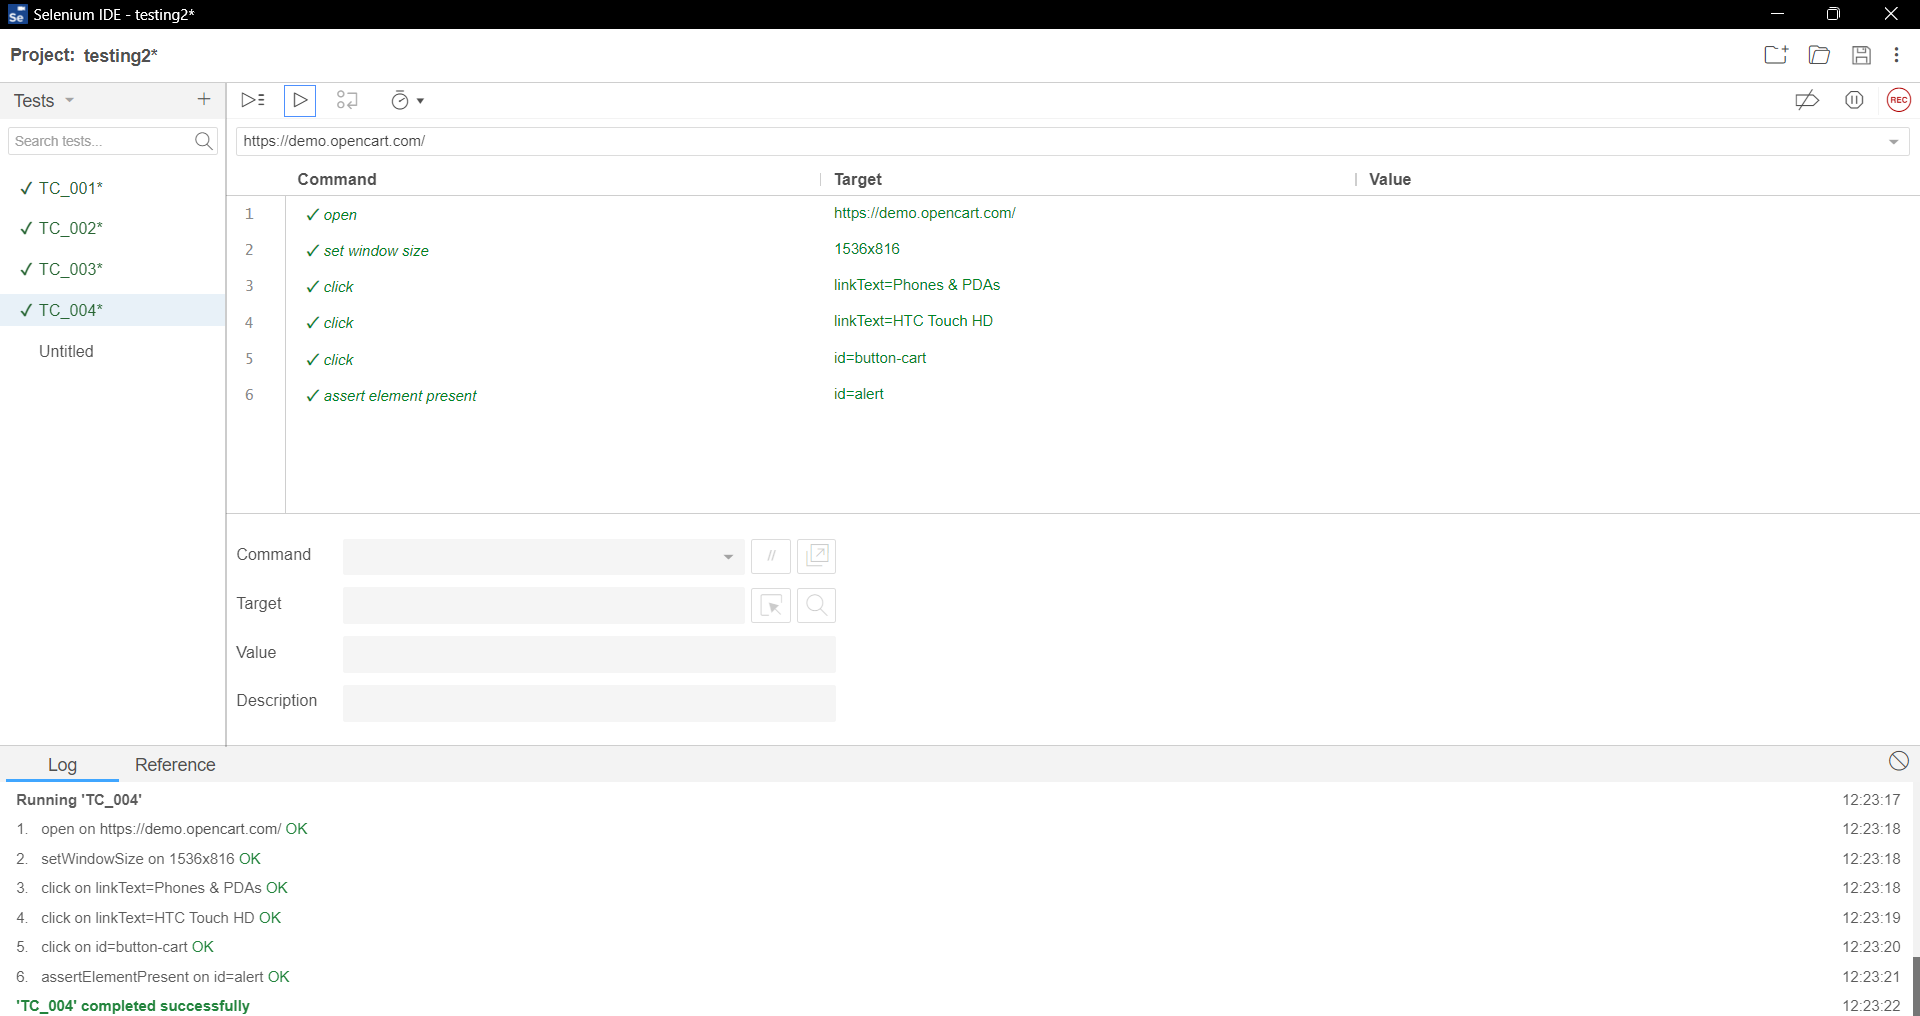 Selenium IDE - testing2*
Project: testing2*
Tests
Search tests...
✓ TC_001*
✓ TC_002*
✓ TC_003*
✓ TC_004*
Untitled
REC
https://demo.opencart.com/
Command Target Value
1 ✓ open https://demo.opencart.com/
2 ✓ set window size 1536x816
3 ✓ click linkText=Phones & PDAs
4 ✓ click linkText=HTC Touch HD
5 ✓ click id=button-cart
6 ✓ assert element present id=alert
Command //
Target
Value
Description
Log Reference
Running 'TC_004' 12:23:17
1. open on https://demo.opencart.com/ OK 12:23:18
2. setWindowSize on 1536x816 OK 12:23:18
3. click on linkText=Phones & PDAs OK 12:23:18
4. click on linkText=HTC Touch HD OK 12:23:19
5. click on id=button-cart OK 12:23:20
6. assertElementPresent on id=alert OK 12:23:21
'TC_004' completed successfully 12:23:22